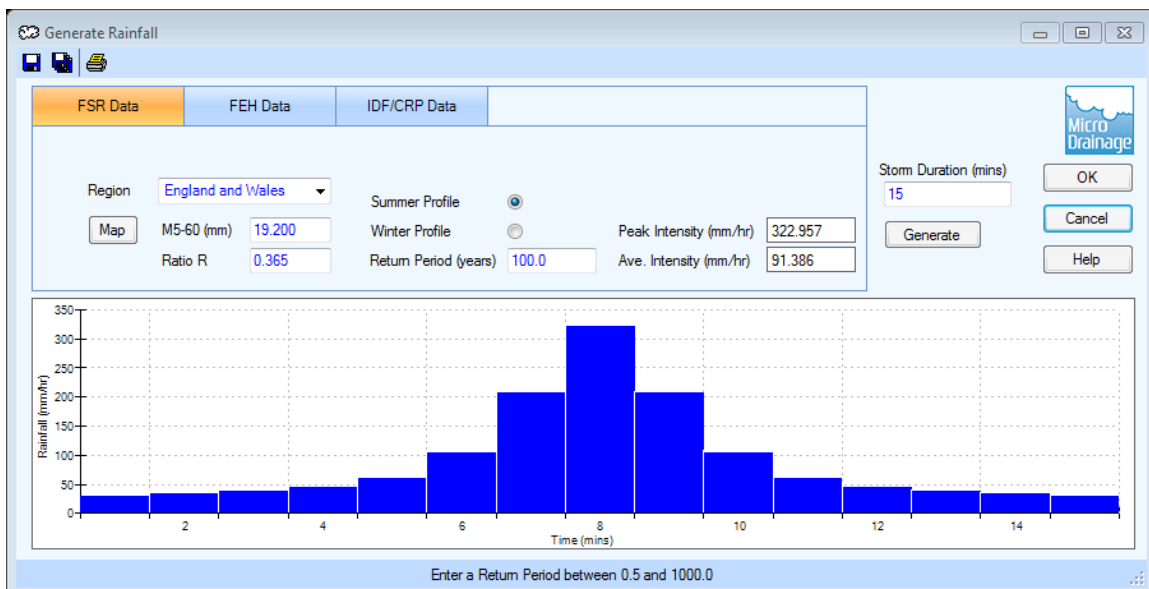 Generate Rainfall
FSR Data
FEH Data
IDF/CRP Data
Micro
Drainage
Region
England and Wales
Map
M5-60 (mm)
19.200
Ratio R
0.365
Summer Profile
Winter Profile
Return Period (years)
100.0
Peak Intensity (mm/hr)
322.957
Ave. Intensity (mm/hr)
91.386
Storm Duration (mins)
15
Generate
OK
Cancel
Help
Rainfall (mm/hr)
350
300
250
200
150
100
50
0
2 4 6 8 10 12 14
Time (mins)
Enter a Return Period between 0.5 and 1000.0